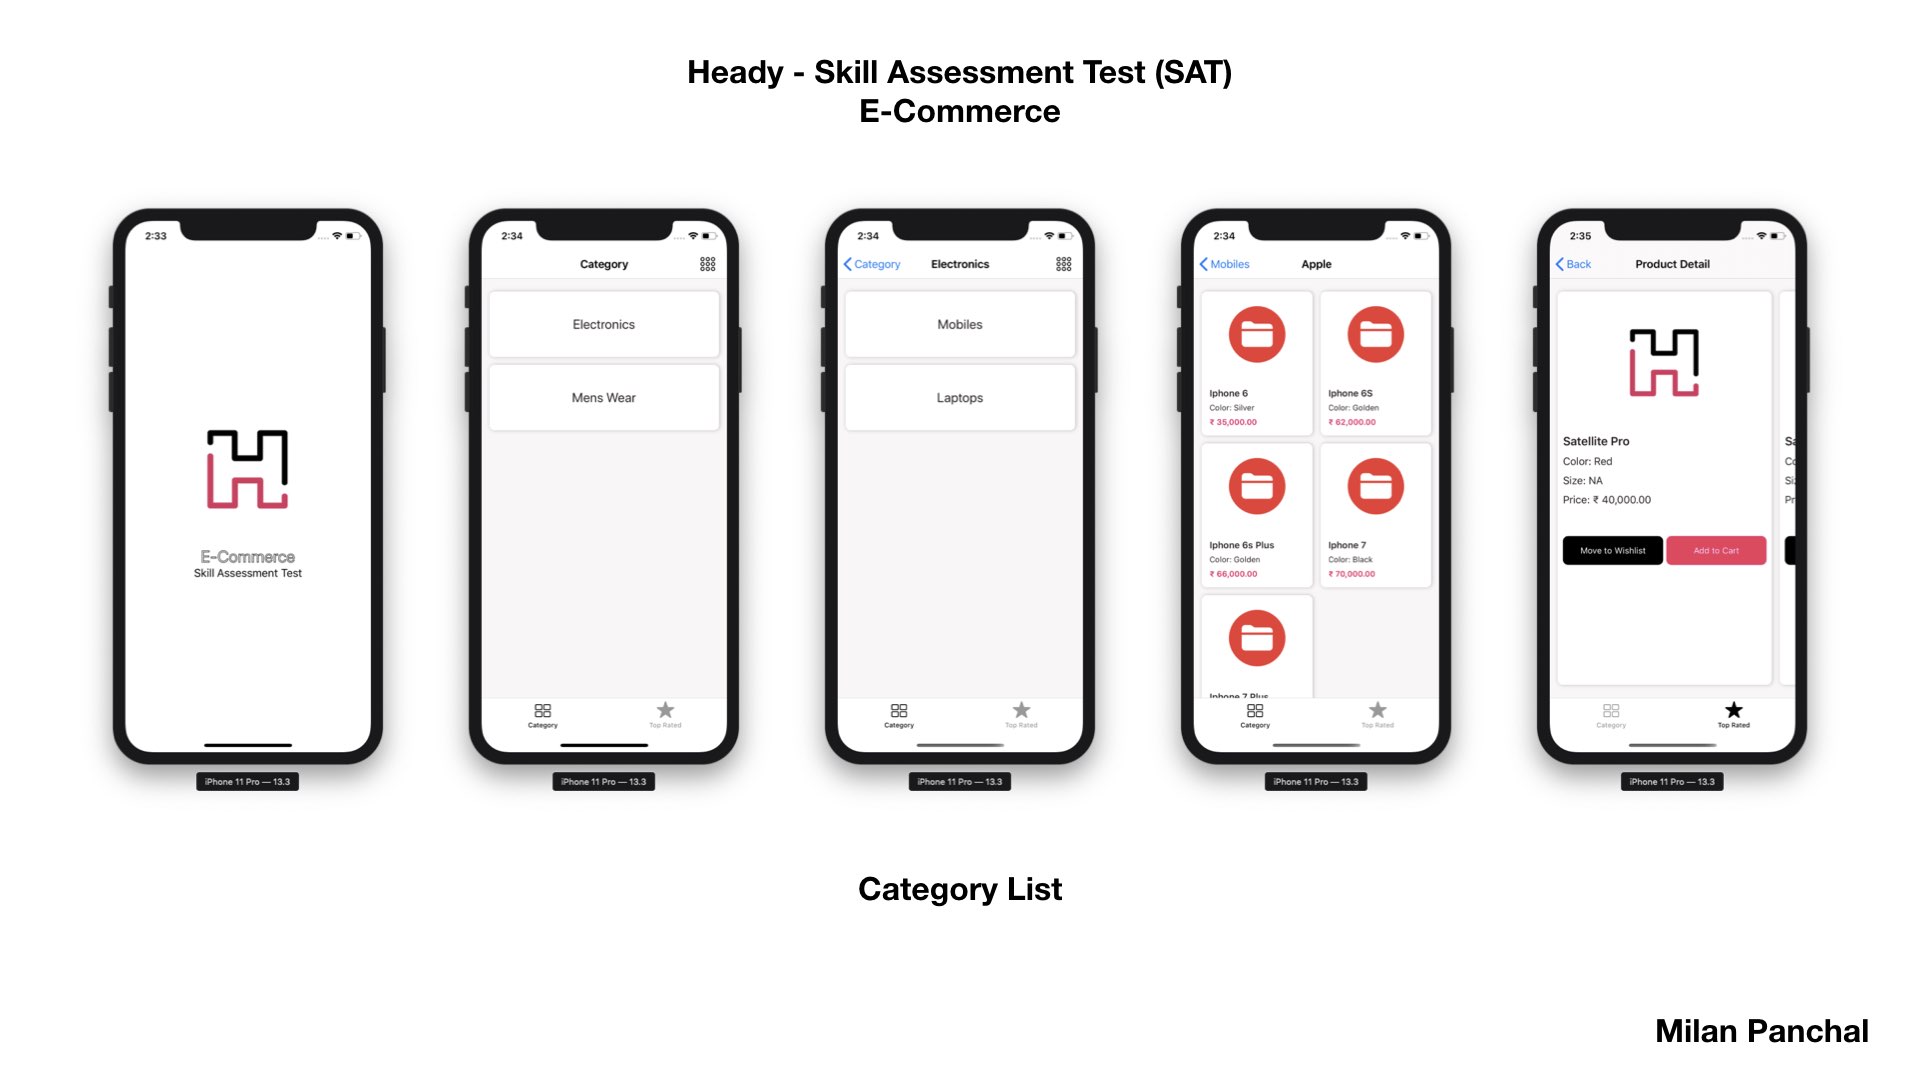 Heady - Skill Assessment Test (SAT)
E-Commerce
2:33
E-Commerce
Skill Assessment Test
iPhone 11 Pro — 13.3
2:34
Category
Electronics
Mens Wear
Category
Top Rated
iPhone 11 Pro — 13.3
2:34
Category
Electronics
Mobiles
Laptops
Category
Top Rated
iPhone 11 Pro — 13.3
2:34
Mobiles
Apple
Iphone 6
Color: Silver
₹ 35,000.00
Iphone 6S
Color: Golden
₹ 62,000.00
Iphone 6s Plus
Color: Golden
₹ 66,000.00
Iphone 7
Color: Black
₹ 70,000.00
Iphone 7 Plus
Category
Top Rated
iPhone 11 Pro — 13.3
2:35
Back
Product Detail
Satellite Pro
Color: Red
Size: NA
Price: ₹ 40,000.00
Move to Wishlist
Add to Cart
Sa
Co
Si
Pr
Category
Top Rated
iPhone 11 Pro — 13.3
Category List
Milan Panchal